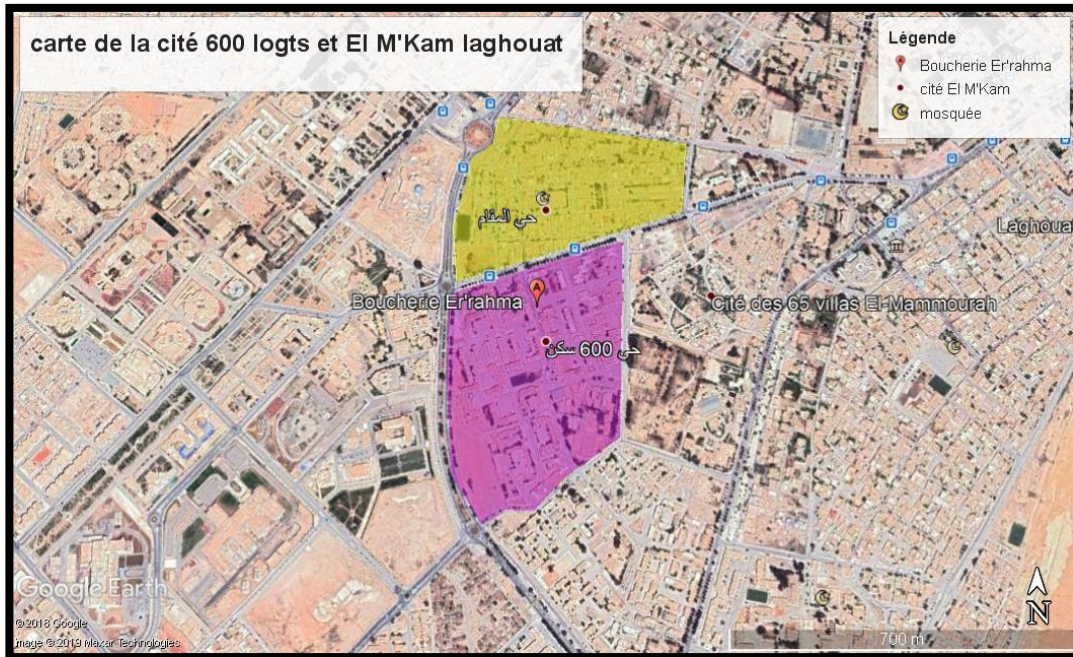 carte de la cité 600 logts et El M'Kam laghouat
Légende
Boucherie Er'rahma
cité El M'Kam
mosquée
حي المقام
Laghouat
Boucherie Er'rahma
Cité des 65 villas El-Mammourah
حي 600 سكن
Google Earth
©2018 Google
Image © 2019 Maxar Technologies
N
700 m
A
A